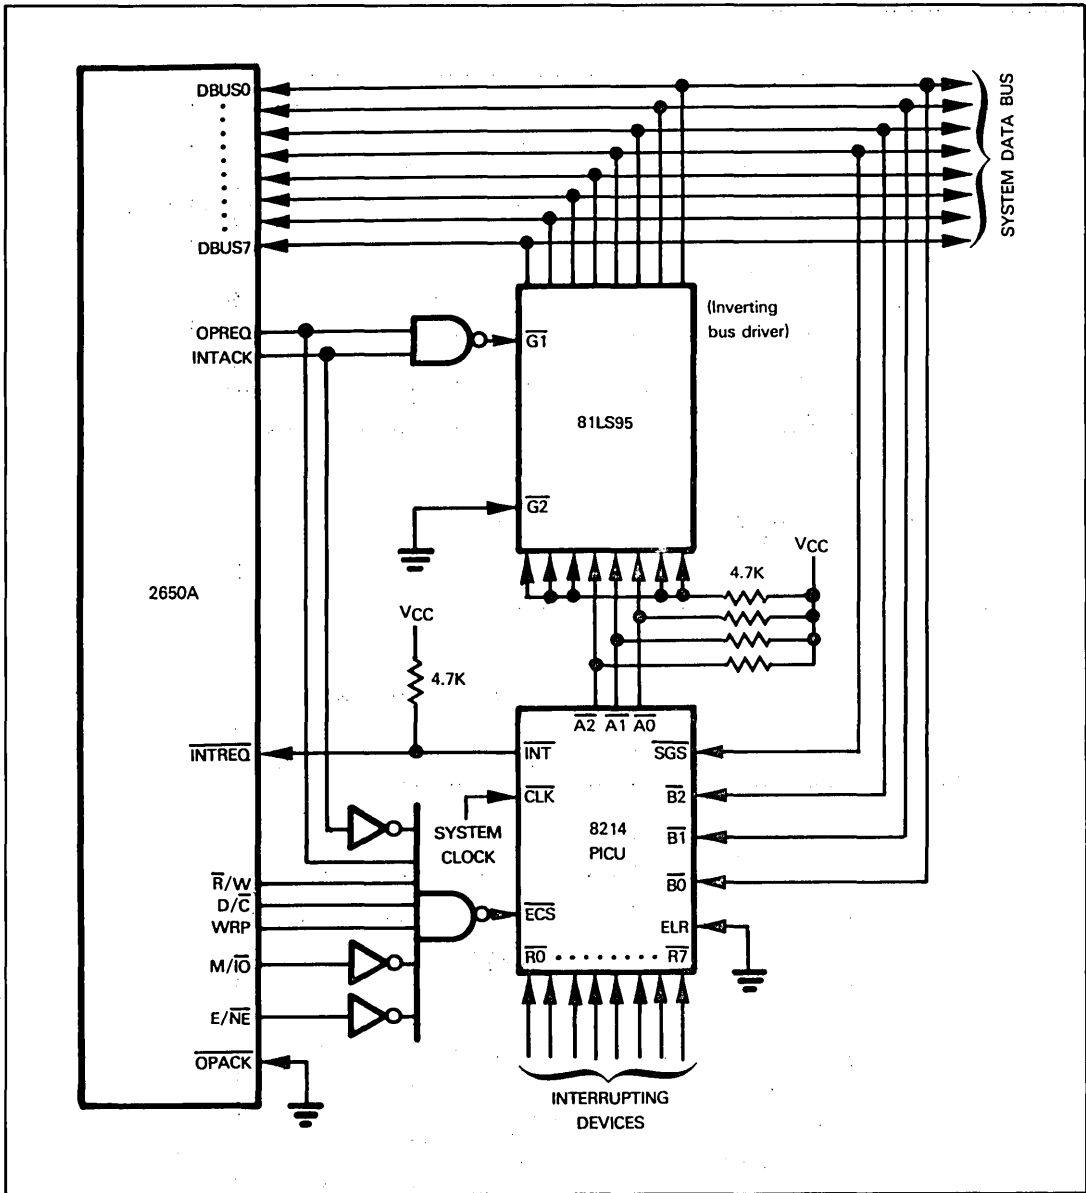 DBUS0
DBUS7
SYSTEM DATA BUS
OPREQ
INTACK
G1
(Inverting
bus driver)
81LS95
G2
VCC
4.7K
2650A
VCC
4.7K
A2 A1 A0
INTREQ
INT
SGS
CLK
B2
SYSTEM
CLOCK
8214
PICU
B1
R/W
B0
D/C
ECS
WRP
ELR
M/IO
R0 ........ R7
E/NE
OPACK
INTERRUPTING
DEVICES